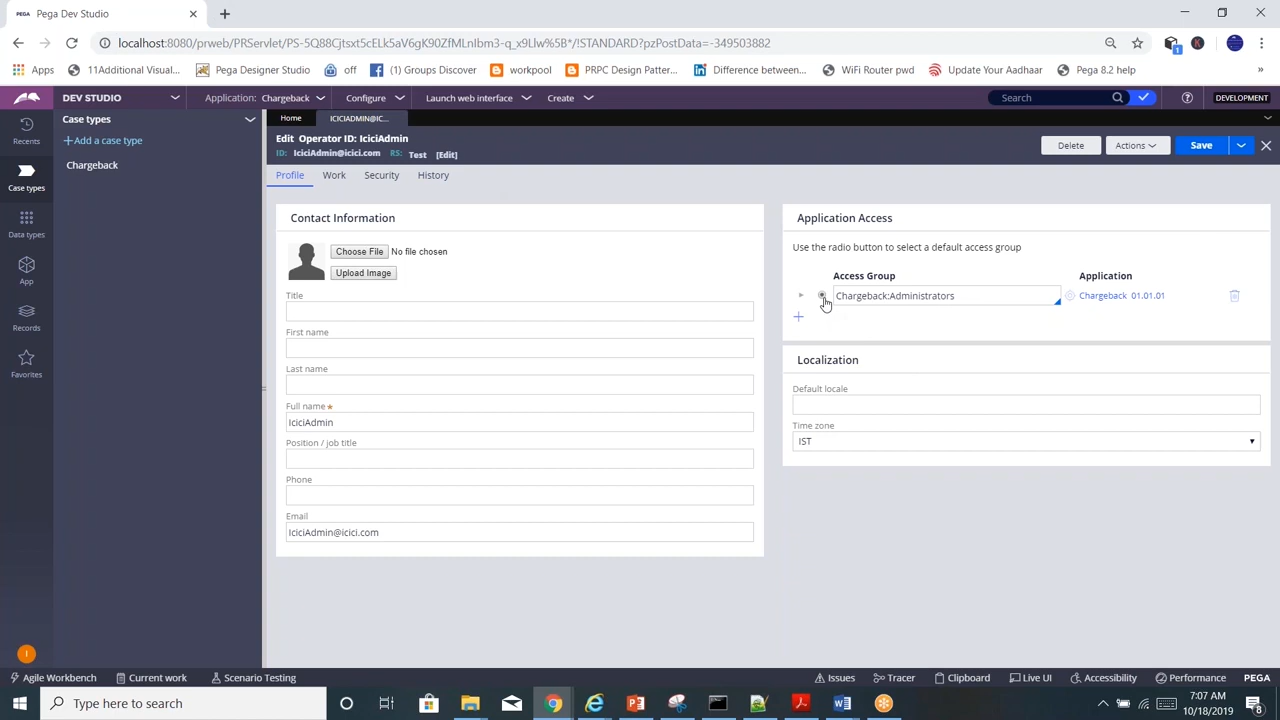 PEGA Pega Dev Studio
localhost:8080/prweb/PRServlet/PS-5Q88Cjtsxt5cELk5aV6gK90ZfMLnIbm3-q_x9Llw%5B*/!STANDARD?pzPostData=-349503882
Apps 11Additional Visual... Pega Designer Studio off (1) Groups Discover workpool PRPC Design Patter... Difference between... WiFi Router pwd Update Your Aadhaar Pega 8.2 help »
DEV STUDIO Application: Chargeback Configure Launch web interface Create Search DEVELOPMENT
Recents
Case types
Data types
App
Records
Favorites
I
Case types
+Add a case type
Chargeback
Home ICICIADMIN@IC...
Edit Operator ID: IciciAdmin
ID: IciciAdmin@icici.com RS: Test [Edit]
Delete Actions Save
Profile Work Security History
Contact Information
Choose File No file chosen
Upload Image
Title
First name
Last name
Full name ★
IciciAdmin
Position / job title
Phone
Email
IciciAdmin@icici.com
Application Access
Use the radio button to select a default access group
Access Group Application
Chargeback:Administrators Chargeback 01.01.01
Localization
Default locale
Time zone
IST
Agile Workbench Current work Scenario Testing Issues Tracer Clipboard Live UI Accessibility Performance PEGA
Type here to search
7:07 AM
10/18/2019
8